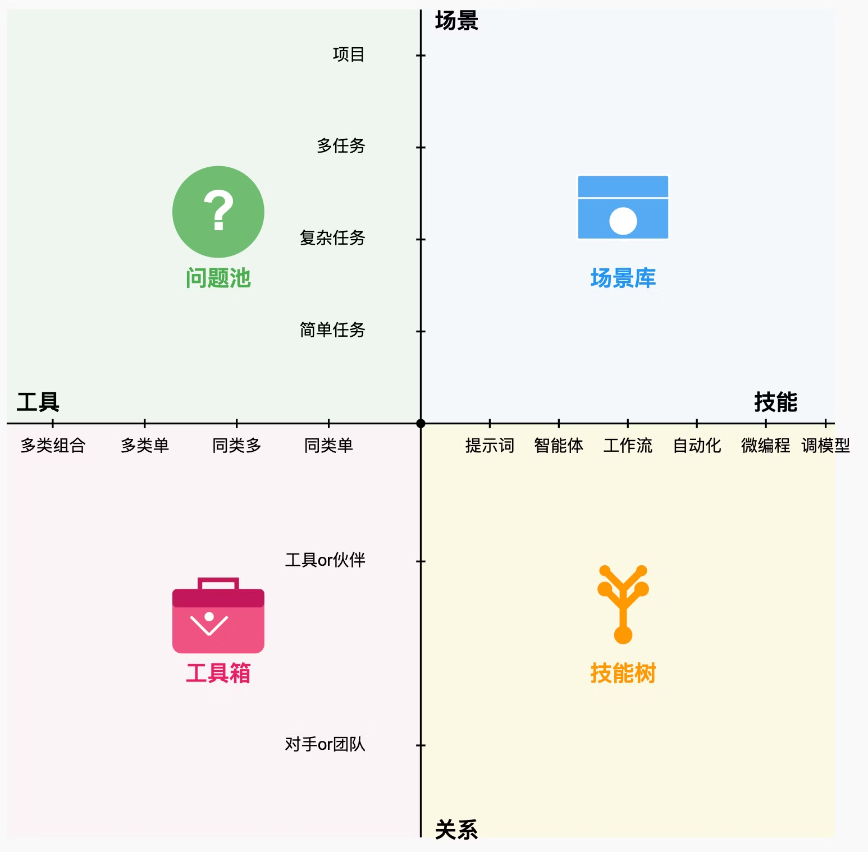 场景
项目
多任务
复杂任务
简单任务
?
问题池
场景库
工具
技能
多类组合
多类单
同类多
同类单
提示词
智能体
工作流
自动化
微编程
调模型
工具or伙伴
工具箱
技能树
对手or团队
关系